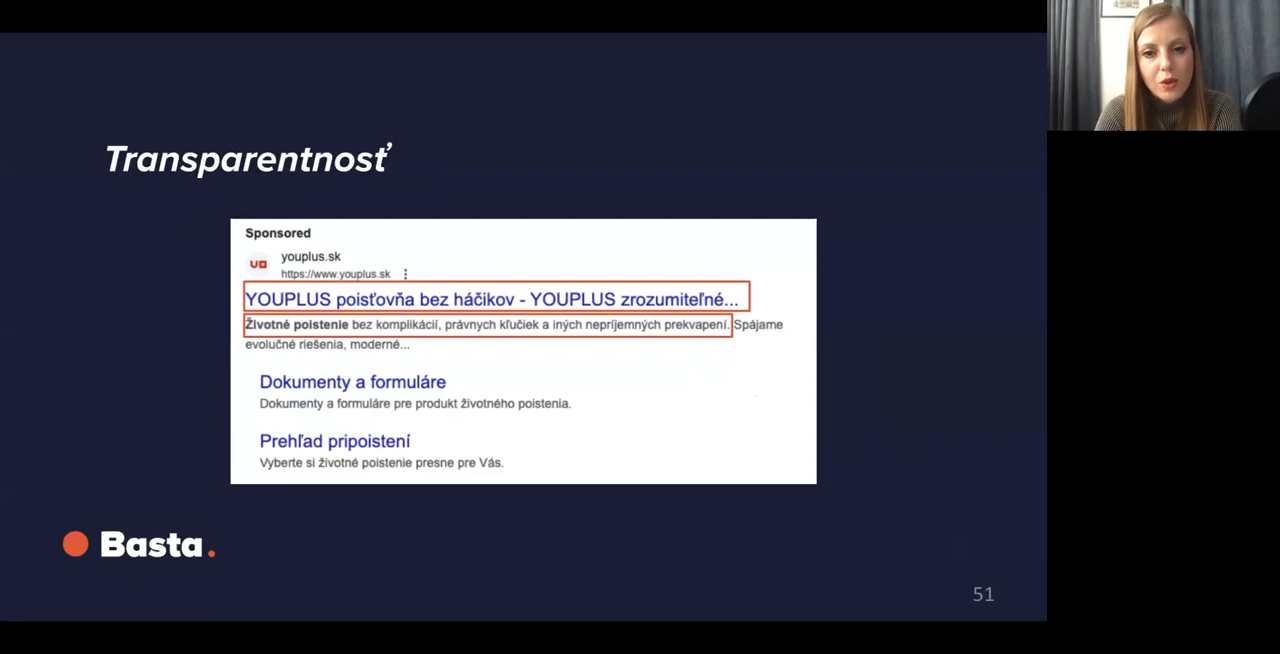 Transparentnosť
Sponsored
youplus.sk
https://www.youplus.sk
YOUPLUS poisťovňa bez háčikov - YOUPLUS zrozumiteľné...
Životné poistenie bez komplikácií, právnych kľučiek a iných nepríjemných prekvapení. Spájame
evolučné riešenia, moderné...
Dokumenty a formuláre
Dokumenty a formuláre pre produkt životného poistenia.
Prehľad pripoistení
Vyberte si životné poistenie presne pre Vás.
Basta.
51